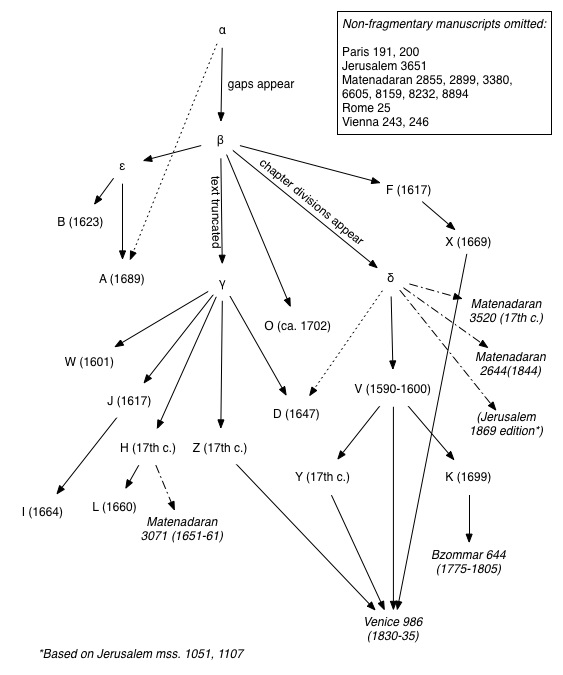 α
Non-fragmentary manuscripts omitted:
Paris 191, 200
Jerusalem 3651
Matenadaran 2855, 2899, 3380,
6605, 8159, 8232, 8894
Rome 25
Vienna 243, 246
gaps appear
β
ε
chapter divisions appear
text truncated
F (1617)
B (1623)
X (1669)
A (1689)
γ
δ
Matenadaran
3520 (17th c.)
O (ca. 1702)
W (1601)
Matenadaran
2644(1844)
J (1617)
D (1647)
V (1590-1600)
(Jerusalem
1869 edition*)
H (17th c.)
Z (17th c.)
Y (17th c.)
K (1699)
I (1664)
L (1660)
Matenadaran
3071 (1651-61)
Bzommar 644
(1775-1805)
Venice 986
(1830-35)
*Based on Jerusalem mss. 1051, 1107